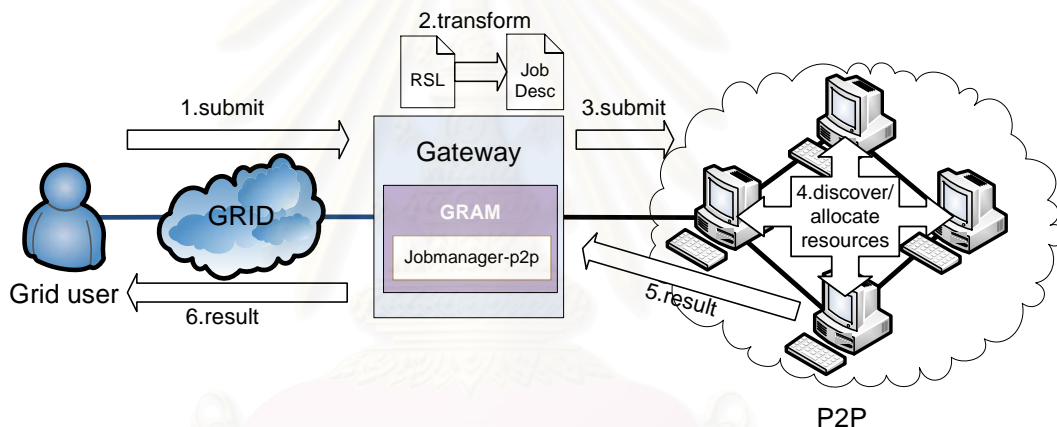 2.transform
RSL
Job
Desc
1.submit
3.submit
Gateway
GRAM
Jobmanager-p2p
GRID
4.discover/
allocate
resources
Grid user
5.result
6.result
P2P